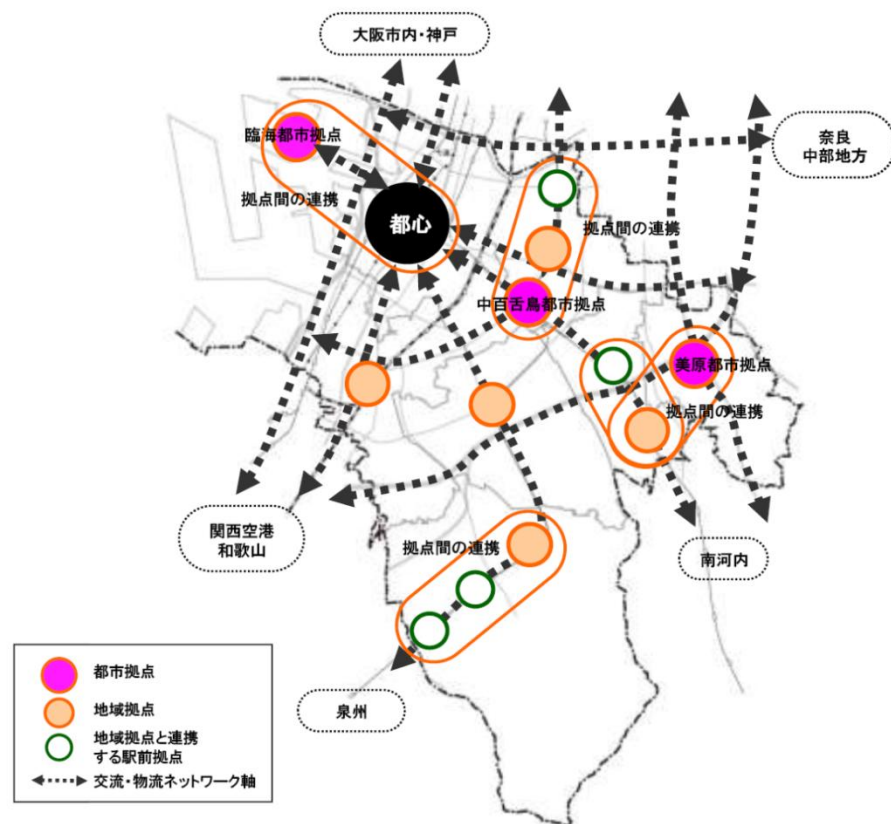 大阪市内・神戸
臨海都市拠点
奈良
中部地方
拠点間の連携
都心
拠点間の連携
中百舌鳥都市拠点
美原都市拠点
拠点間の連携
関西空港
和歌山
拠点間の連携
南河内
泉州
都市拠点
地域拠点
地域拠点と連携
する駅前拠点
交流・物流ネットワーク軸